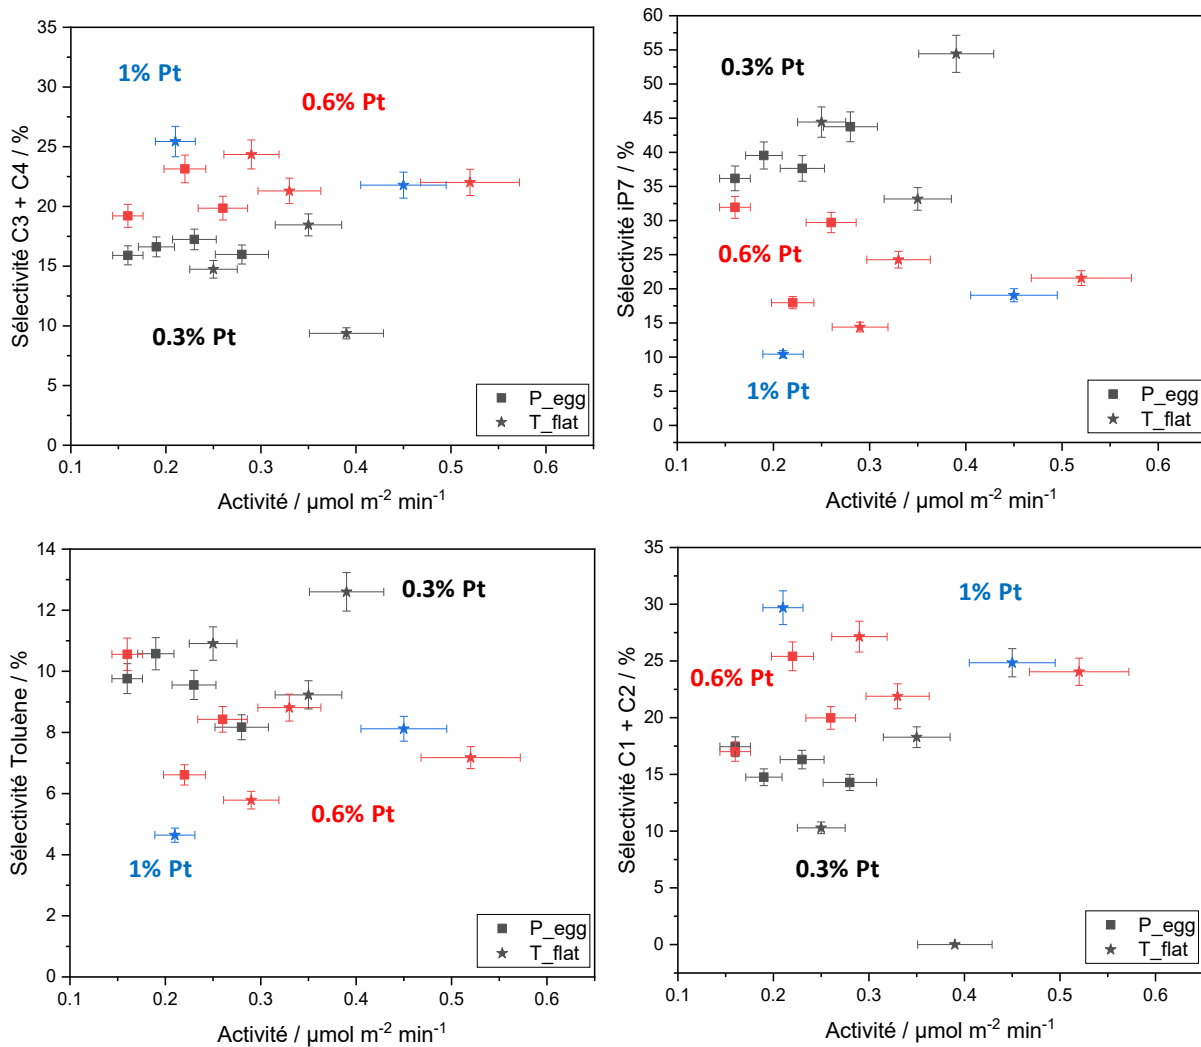 Sélectivité C3 + C4 / %
35
30
25
20
15
10
5
0
1% Pt
0.6% Pt
0.3% Pt
P_egg
T_flat
0.1 0.2 0.3 0.4 0.5 0.6
Activité / µmol m⁻² min⁻¹
Sélectivité iP7 / %
60
55
50
45
40
35
30
25
20
15
10
5
0
0.3% Pt
0.6% Pt
1% Pt
P_egg
T_flat
0.1 0.2 0.3 0.4 0.5 0.6
Activité / µmol m⁻² min⁻¹
Sélectivité Toluène / %
14
12
10
8
6
4
2
0
0.3% Pt
0.6% Pt
1% Pt
P_egg
T_flat
0.1 0.2 0.3 0.4 0.5 0.6
Activité / µmol m⁻² min⁻¹
Sélectivité C1 + C2 / %
35
30
25
20
15
10
5
0
1% Pt
0.6% Pt
0.3% Pt
P_egg
T_flat
0.1 0.2 0.3 0.4 0.5 0.6
Activité / µmol m⁻² min⁻¹